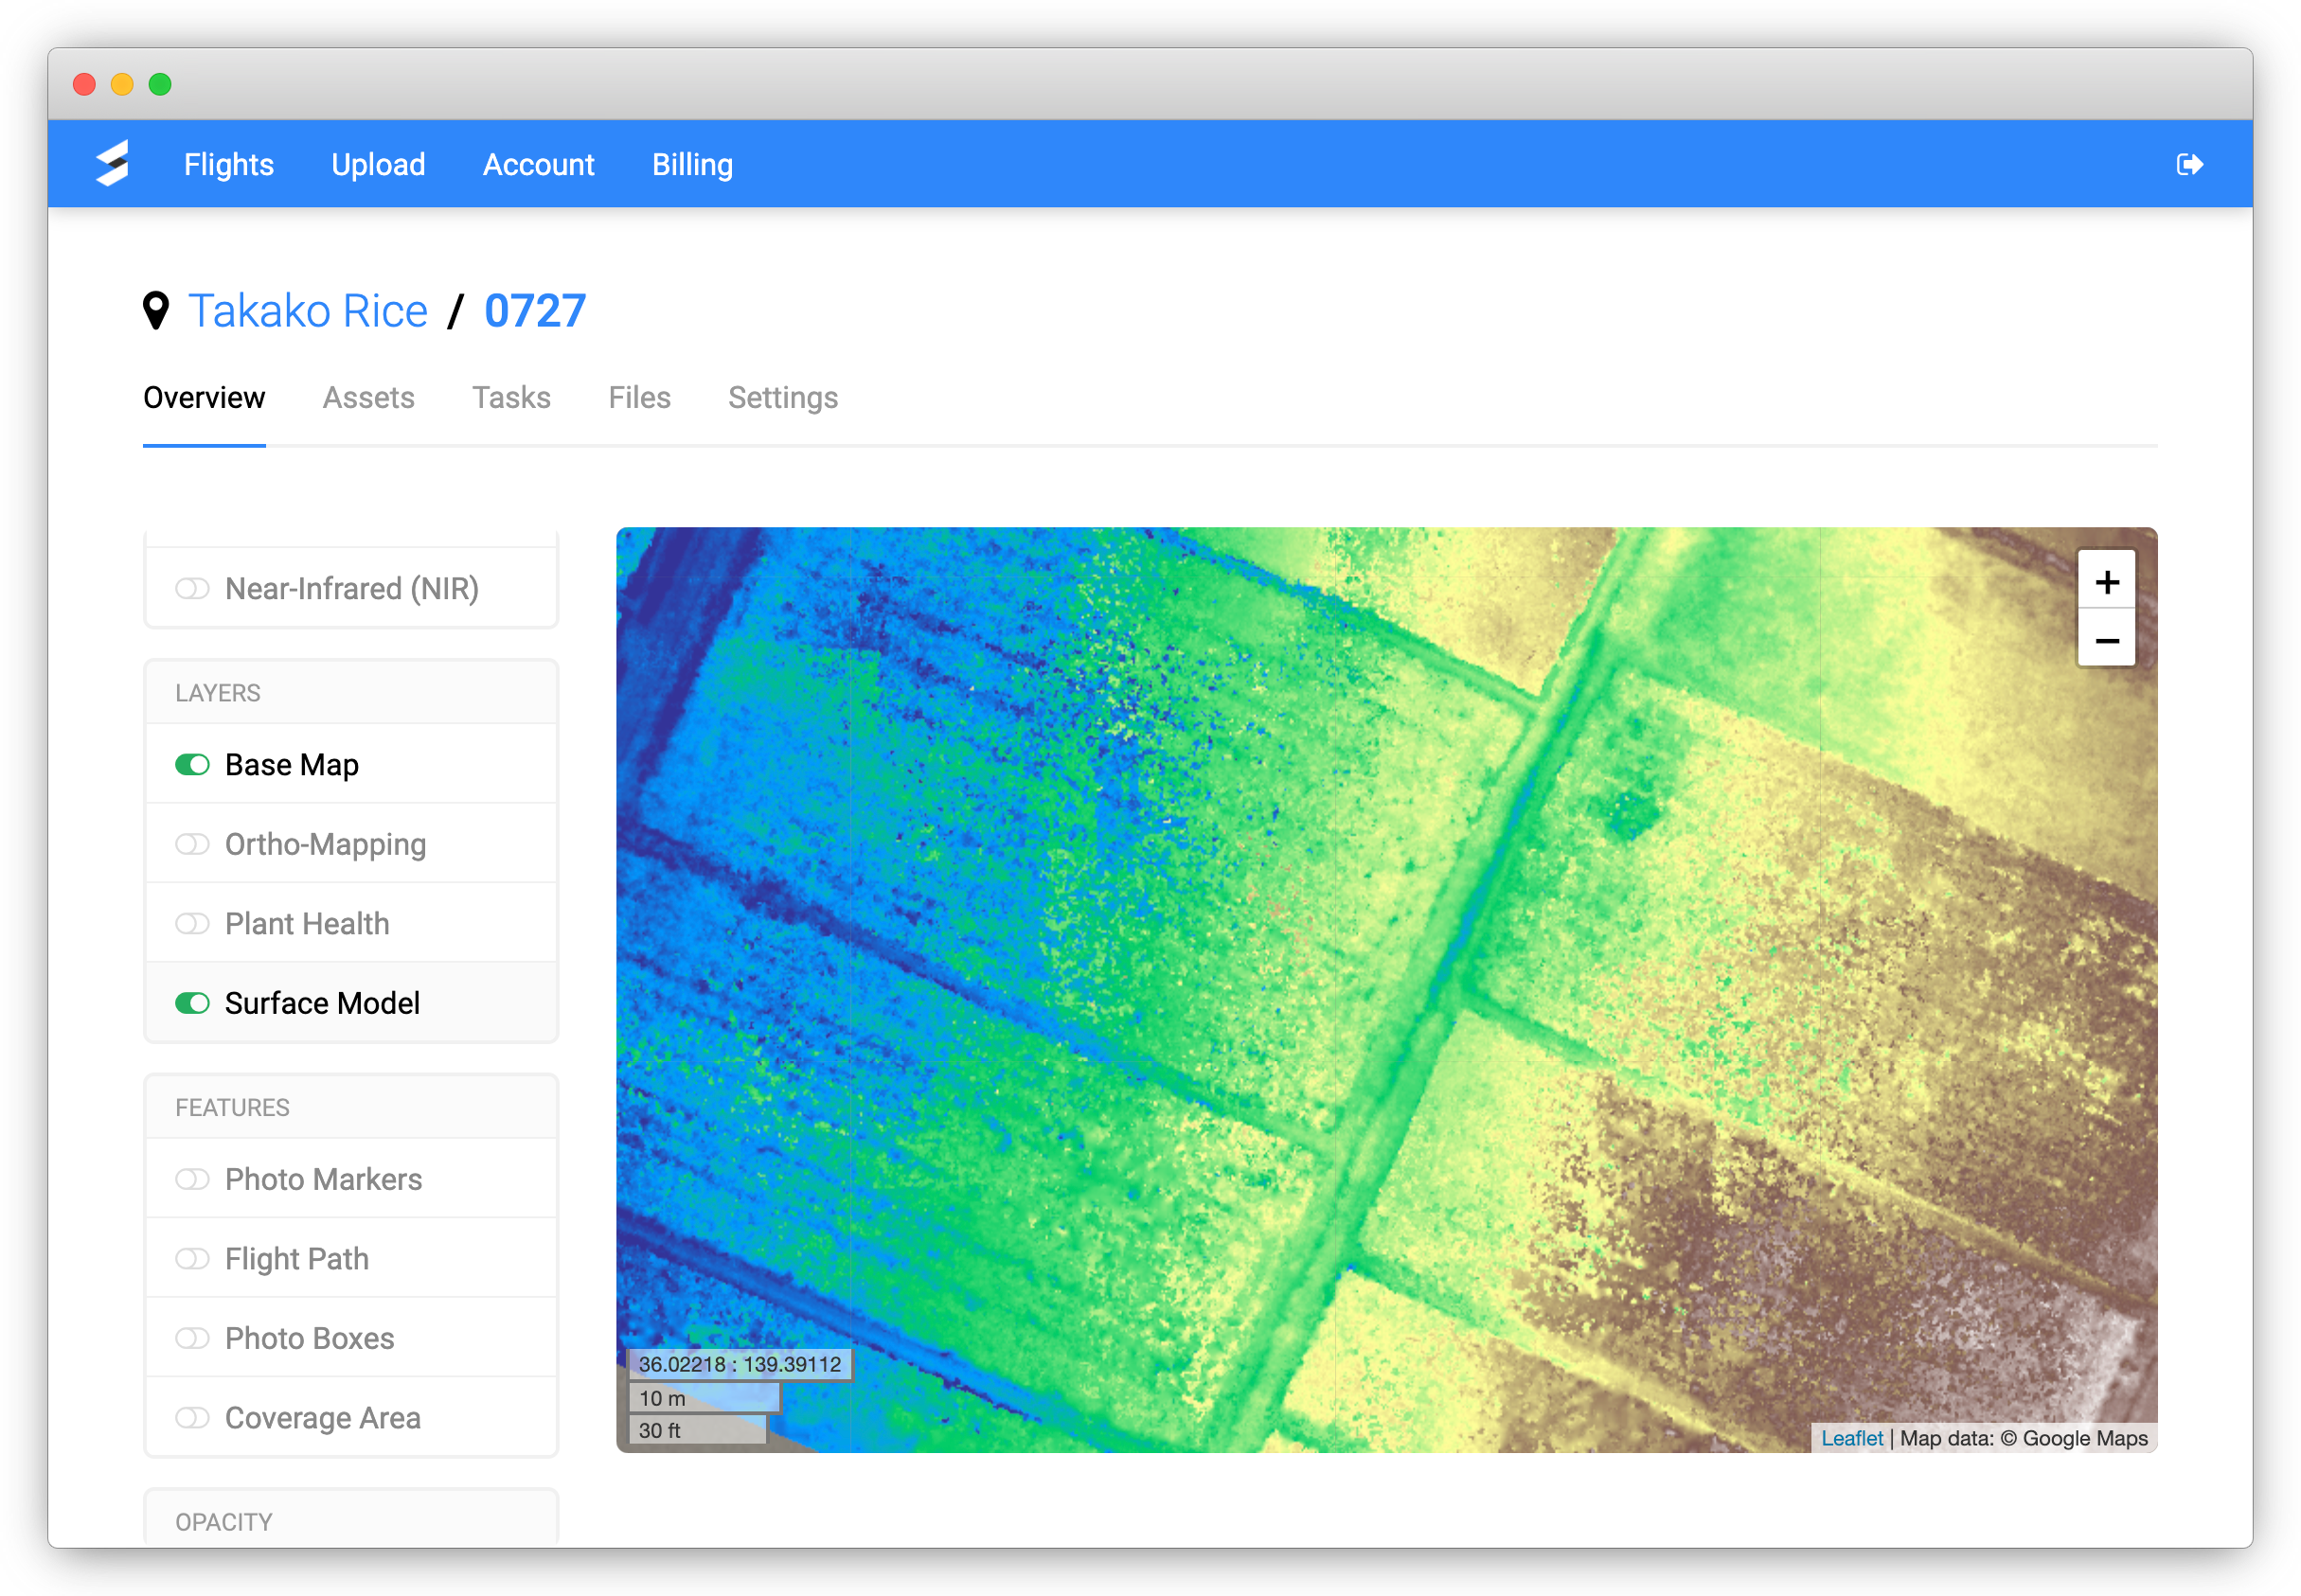 Flights Upload Account Billing
Takako Rice / 0727
Overview Assets Tasks Files Settings
Near-Infrared (NIR)
LAYERS
Base Map
Ortho-Mapping
Plant Health
Surface Model
FEATURES
Photo Markers
Flight Path
Photo Boxes
Coverage Area
OPACITY
+
−
36.02218 : 139.39112
10 m
30 ft
Leaflet | Map data: © Google Maps